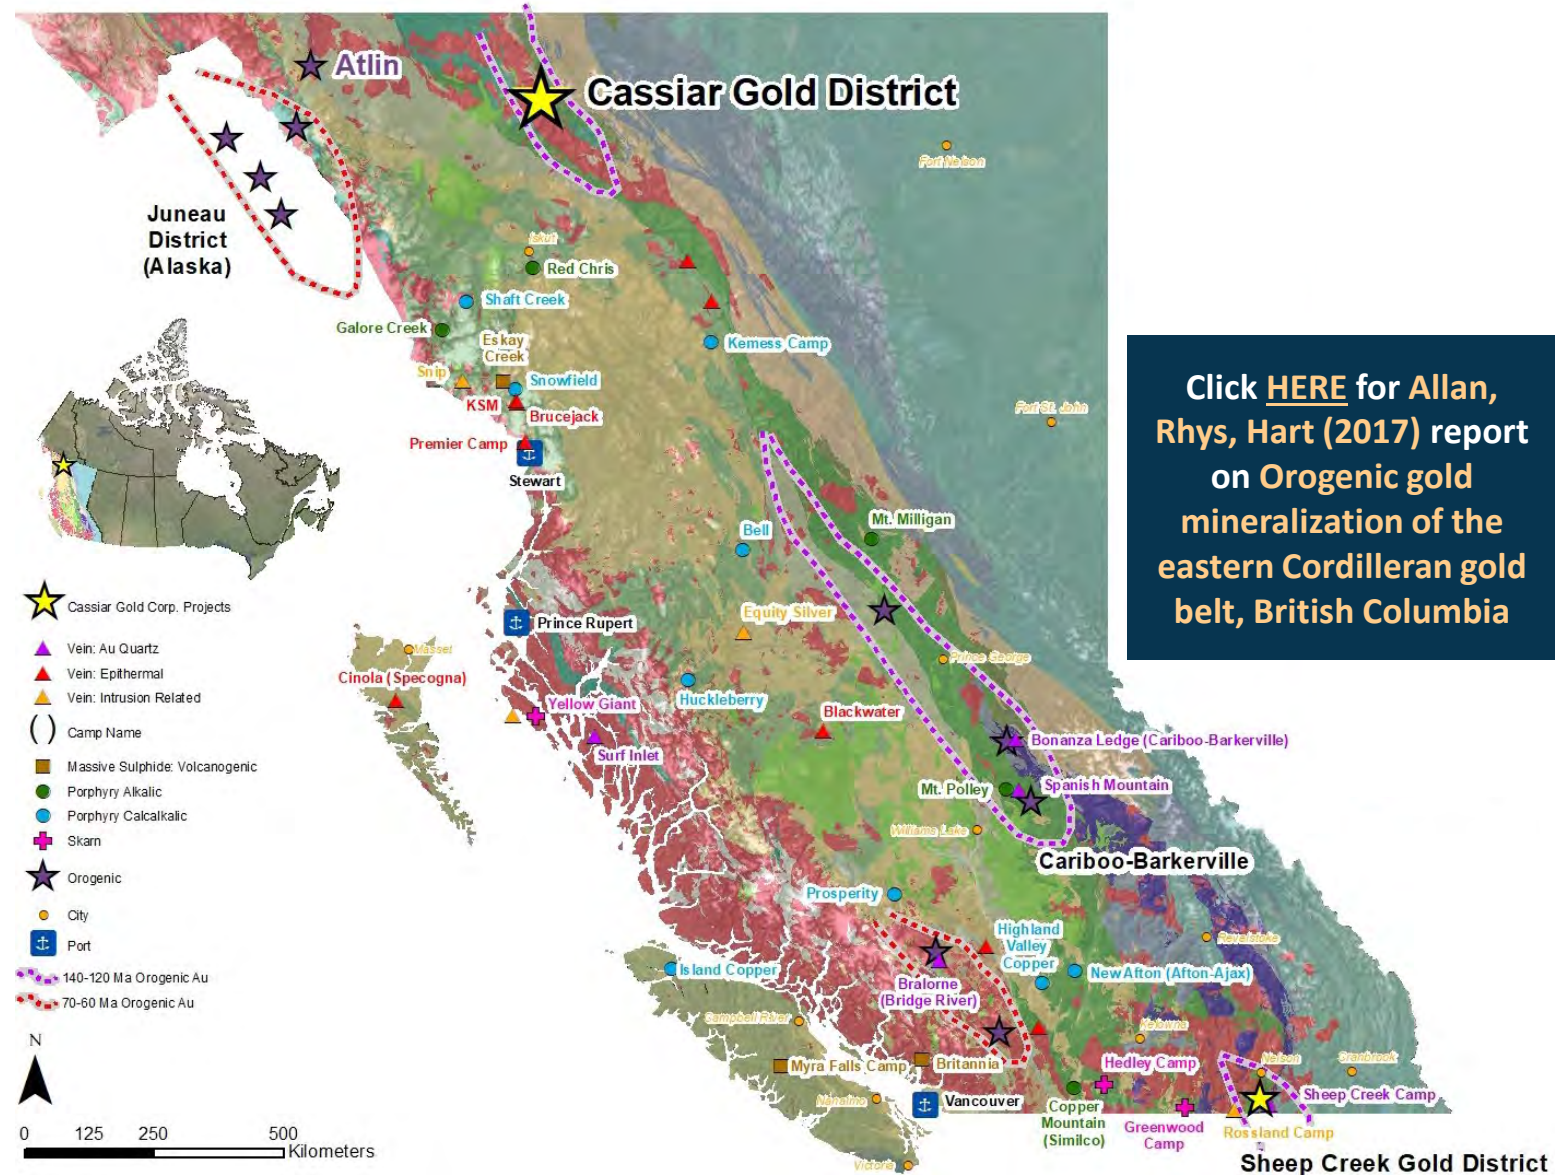 Atlin
Cassiar Gold District
Fort Nelson
Juneau
District
(Alaska)
Iskut
Red Chris
Shaft Creek
Galore Creek
Eskay
Creek
Kemess Camp
Snip
Snowfield
KSM
Brucejack
Fort St. John
Premier Camp
Stewart
Click HERE for Allan,
Rhys, Hart (2017) report
on Orogenic gold
mineralization of the
eastern Cordilleran gold
belt, British Columbia
Mt. Milligan
Bell
Equity Silver
Prince Rupert
Prince George
Masset
Cinola (Specogna)
Huckleberry
Yellow Giant
Blackwater
Surf Inlet
Bonanza Ledge (Cariboo-Barkerville)
Mt. Polley
Spanish Mountain
Williams Lake
Cariboo-Barkerville
Prosperity
Highland
Valley
Copper
Revelstoke
Island Copper
New Afton (Afton-Ajax)
Bralorne
(Bridge River)
Campbell River
Kelowna
Myra Falls Camp
Britannia
Hedley Camp
Nelson
Cranbrook
Nanaimo
Vancouver
Copper
Mountain
(Similco)
Greenwood
Camp
Sheep Creek Camp
Rossland Camp
Victoria
Sheep Creek Gold District
Cassiar Gold Corp. Projects
Vein: Au Quartz
Vein: Epithermal
Vein: Intrusion Related
( ) Camp Name
Massive Sulphide: Volcanogenic
Porphyry Alkalic
Porphyry Calcalkalic
Skarn
Orogenic
City
Port
140-120 Ma Orogenic Au
70-60 Ma Orogenic Au
N
0 125 250 500
Kilometers